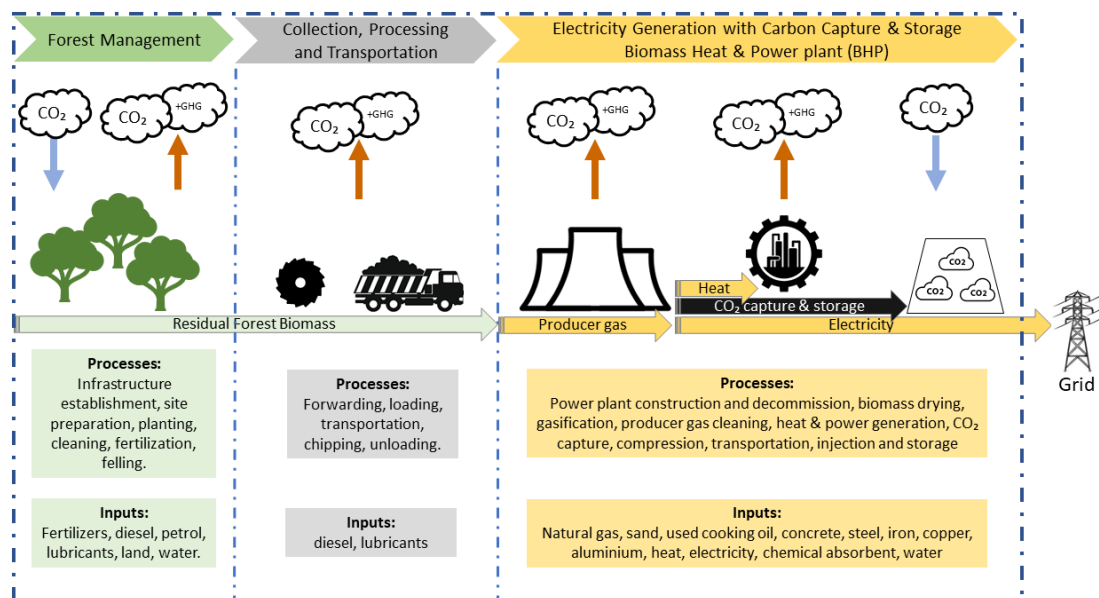 Forest Management
Collection, Processing
and Transportation
Electricity Generation with Carbon Capture & Storage
Biomass Heat & Power plant (BHP)
CO₂
CO₂
+GHG
CO₂
+GHG
CO₂
+GHG
CO₂
+GHG
CO₂
CO₂
CO₂
CO₂
Heat
CO₂ capture & storage
Residual Forest Biomass
Producer gas
Electricity
Grid
Processes:
Infrastructure
establishment, site
preparation, planting,
cleaning, fertilization,
felling.
Processes:
Forwarding, loading,
transportation,
chipping, unloading.
Processes:
Power plant construction and decommission, biomass drying,
gasification, producer gas cleaning, heat & power generation, CO₂
capture, compression, transportation, injection and storage
Inputs:
Fertilizers, diesel, petrol,
lubricants, land, water.
Inputs:
diesel, lubricants
Inputs:
Natural gas, sand, used cooking oil, concrete, steel, iron, copper,
aluminium, heat, electricity, chemical absorbent, water